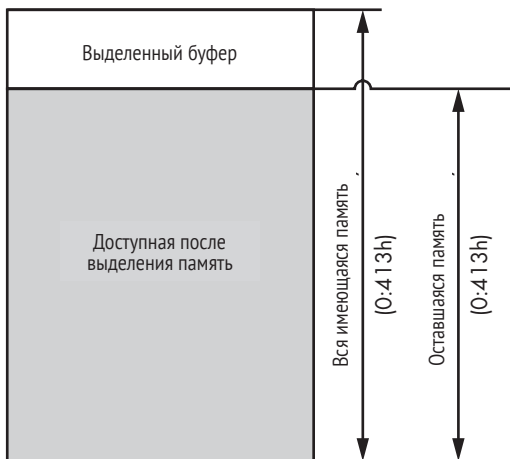 Выделенный буфер
Доступная после
выделения память
Вся имеющаяся память
(0:413h)
Оставшаяся память
(0:413h)